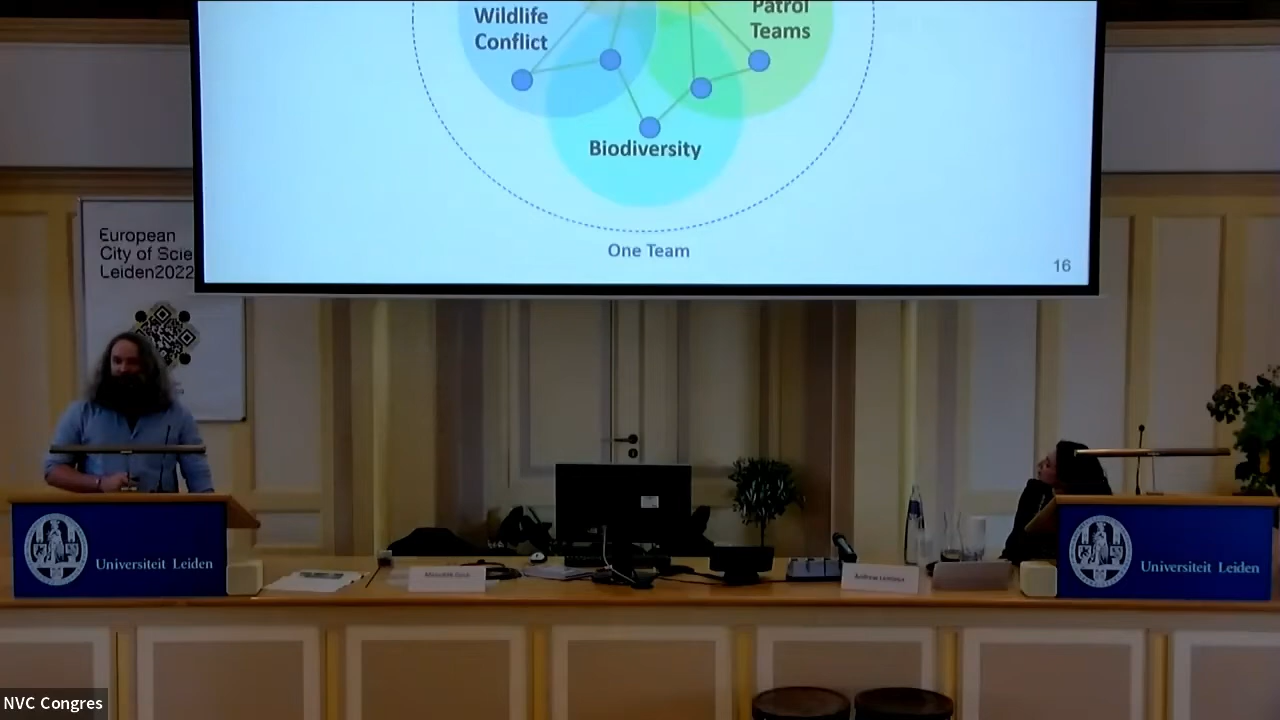 Wildlife
Conflict
Patrol
Teams
Biodiversity
One Team
16
European
City of Scie
Leiden2022
Universiteit Leiden
Universiteit Leiden
NVC Congres